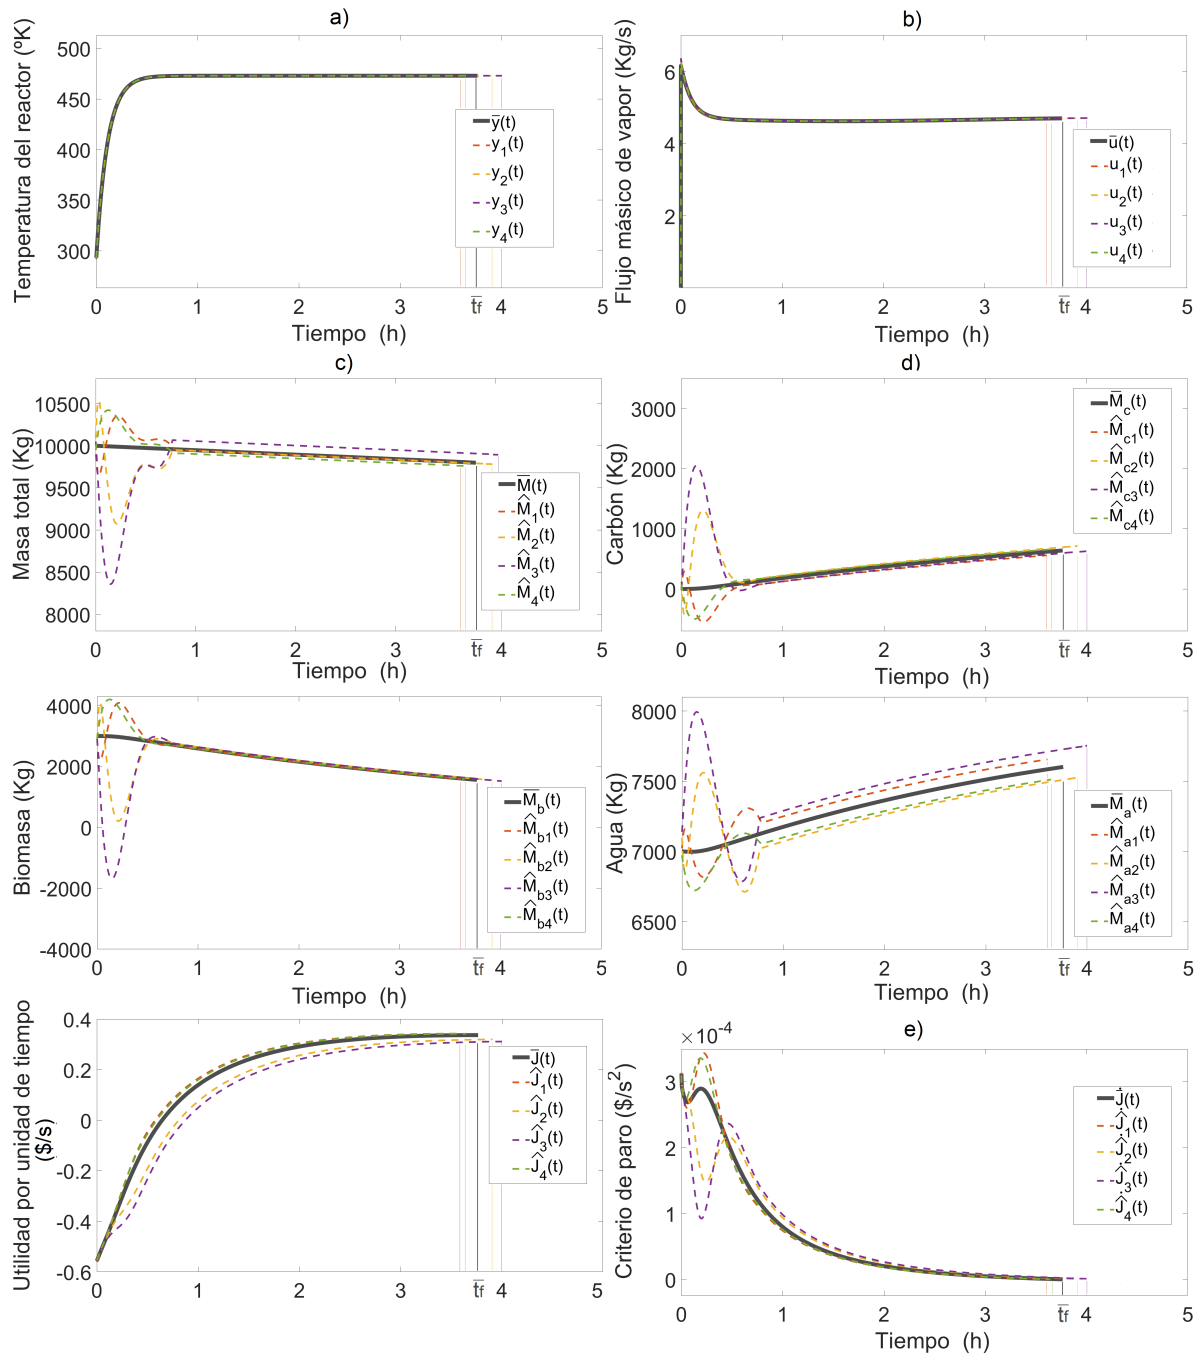 a)
Temperatura del reactor (ºK)
500
450
400
350
300
0 1 2 3 t̅f 4 5
Tiempo (h)
y̅(t)
y1(t)
y2(t)
y3(t)
y4(t)
b)
Flujo másico de vapor (Kg/s)
6
4
2
0 1 2 3 t̅f 4 5
Tiempo (h)
u̅(t)
u1(t)
u2(t)
u3(t)
u4(t)
c)
Masa total (Kg)
10500
10000
9500
9000
8500
8000
0 1 2 3 t̅f 4 5
Tiempo (h)
M̅(t)
M̂1(t)
M̂2(t)
M̂3(t)
M̂4(t)
d)
Carbón (Kg)
3000
2000
1000
0
0 1 2 3 t̅f 4 5
Tiempo (h)
M̅c(t)
M̂c1(t)
M̂c2(t)
M̂c3(t)
M̂c4(t)
Biomasa (Kg)
4000
2000
0
-2000
-4000
0 1 2 3 t̅f 4 5
Tiempo (h)
M̅b(t)
M̂b1(t)
M̂b2(t)
M̂b3(t)
M̂b4(t)
Agua (Kg)
8000
7500
7000
6500
0 1 2 3 t̅f 4 5
Tiempo (h)
M̅a(t)
M̂a1(t)
M̂a2(t)
M̂a3(t)
M̂a4(t)
Utilidad por unidad de tiempo
($/s)
0.4
0.2
0
-0.2
-0.4
-0.6
0 1 2 3 t̅f 4 5
Tiempo (h)
J̅(t)
Ĵ1(t)
Ĵ2(t)
Ĵ3(t)
Ĵ4(t)
e)
×10⁻⁴
Criterio de paro ($/s²)
3
2
1
0
0 1 2 3 t̅f 4 5
Tiempo (h)
J̇̅(t)
Ĵ̇1(t)
Ĵ̇2(t)
Ĵ̇3(t)
Ĵ̇4(t)